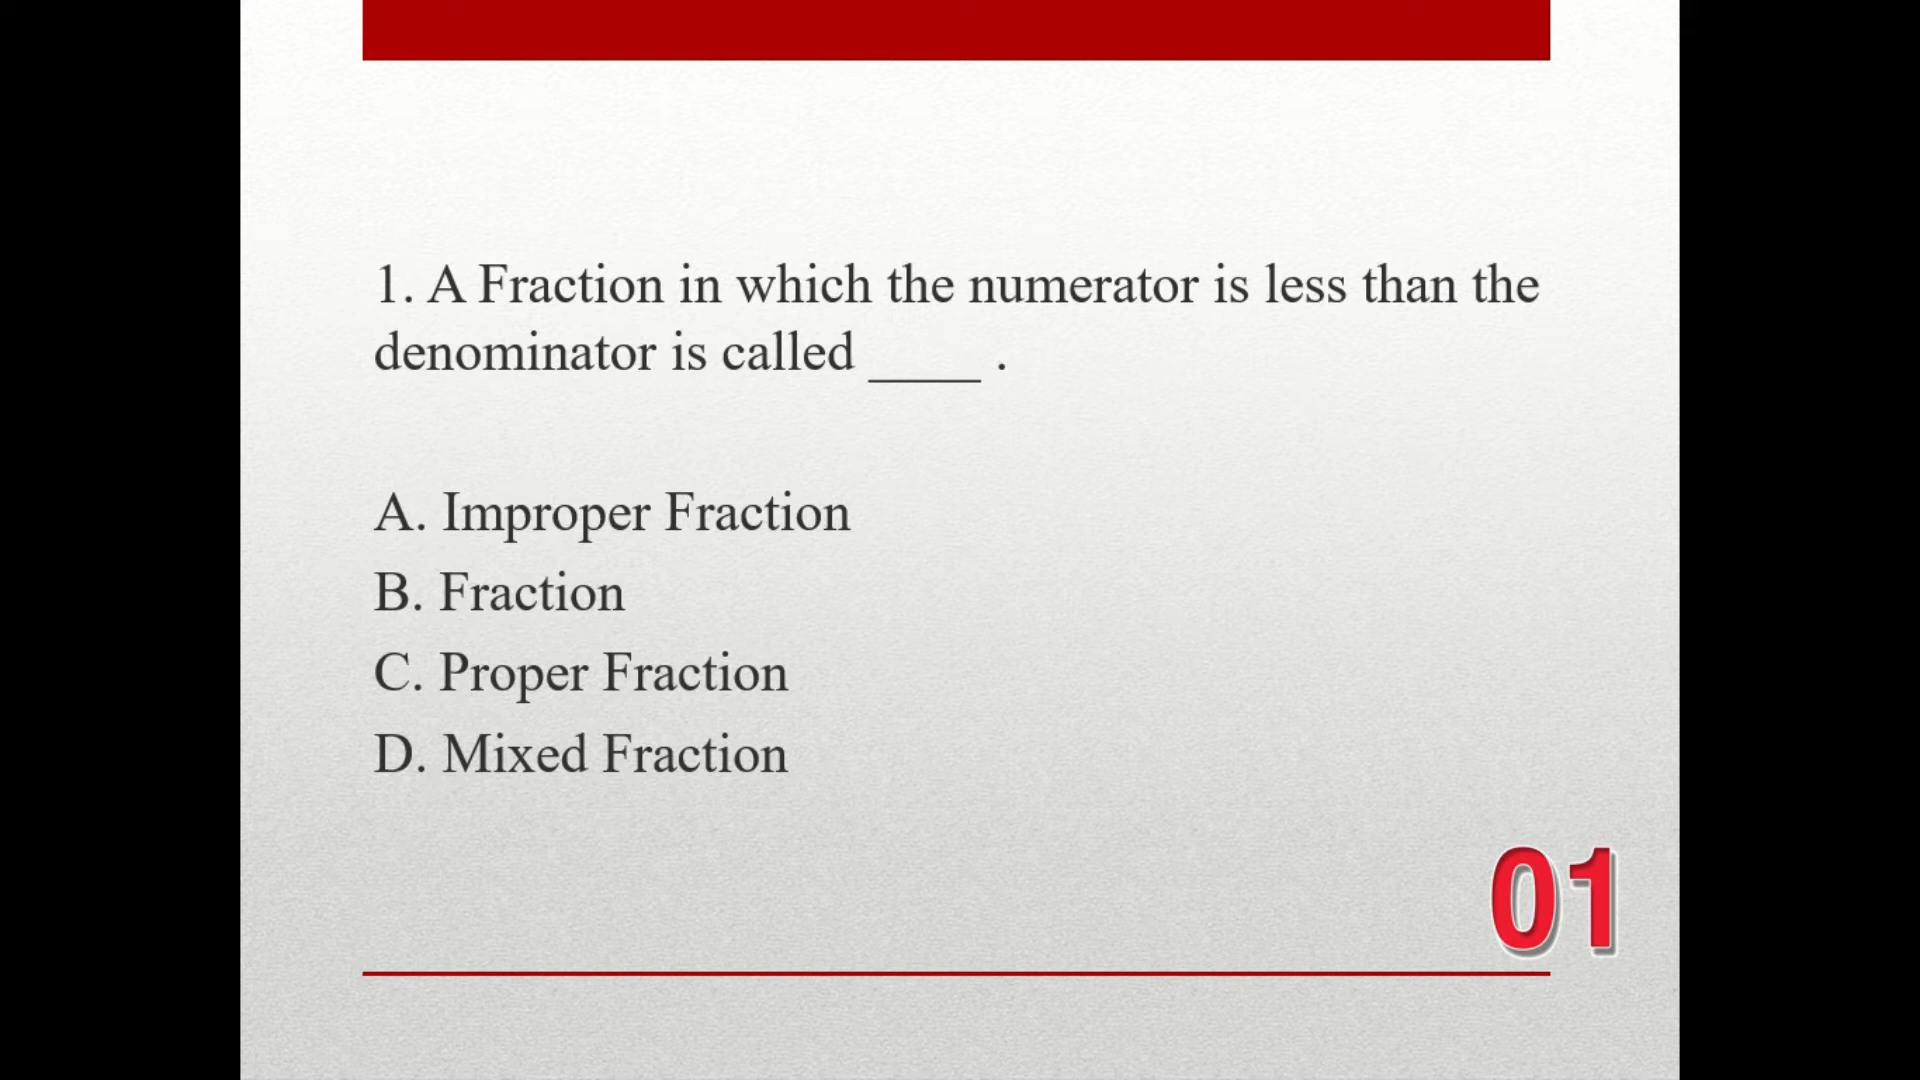 1. A Fraction in which the numerator is less than the
denominator is called ____ .
A. Improper Fraction
B. Fraction
C. Proper Fraction
D. Mixed Fraction
01